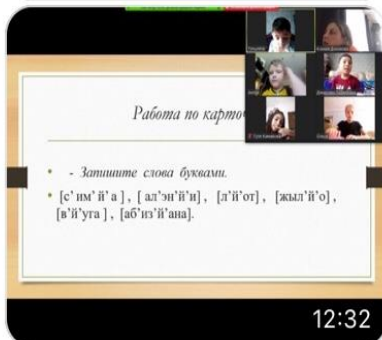 Работа по карто
- Запишите слова буквами.
[с' им' й' а ] , [ ал'эн'й'и] , [л'й'от] , [жыл'й'о] ,
[в'й'уга ] , [аб'из'й'ана].
12:32